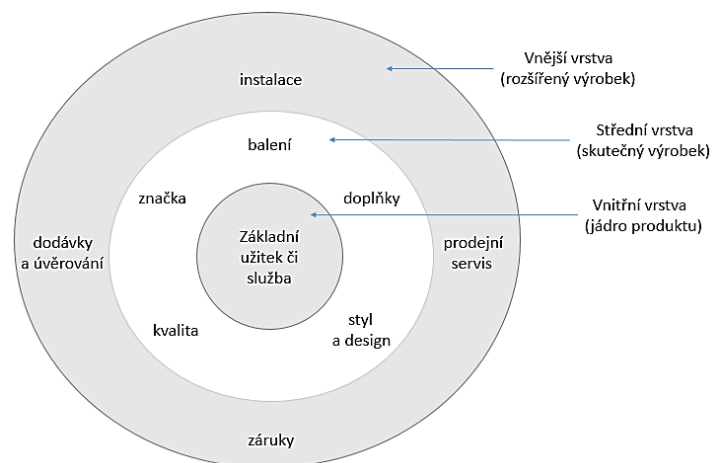 Vnější vrstva
(rozšířený výrobek)
instalace
Střední vrstva
(skutečný výrobek)
balení
značka
doplňky
Vnitřní vrstva
(jádro produktu)
Základní
užitek či
služba
dodávky
a úvěrování
prodejní
servis
kvalita
styl
a design
záruky